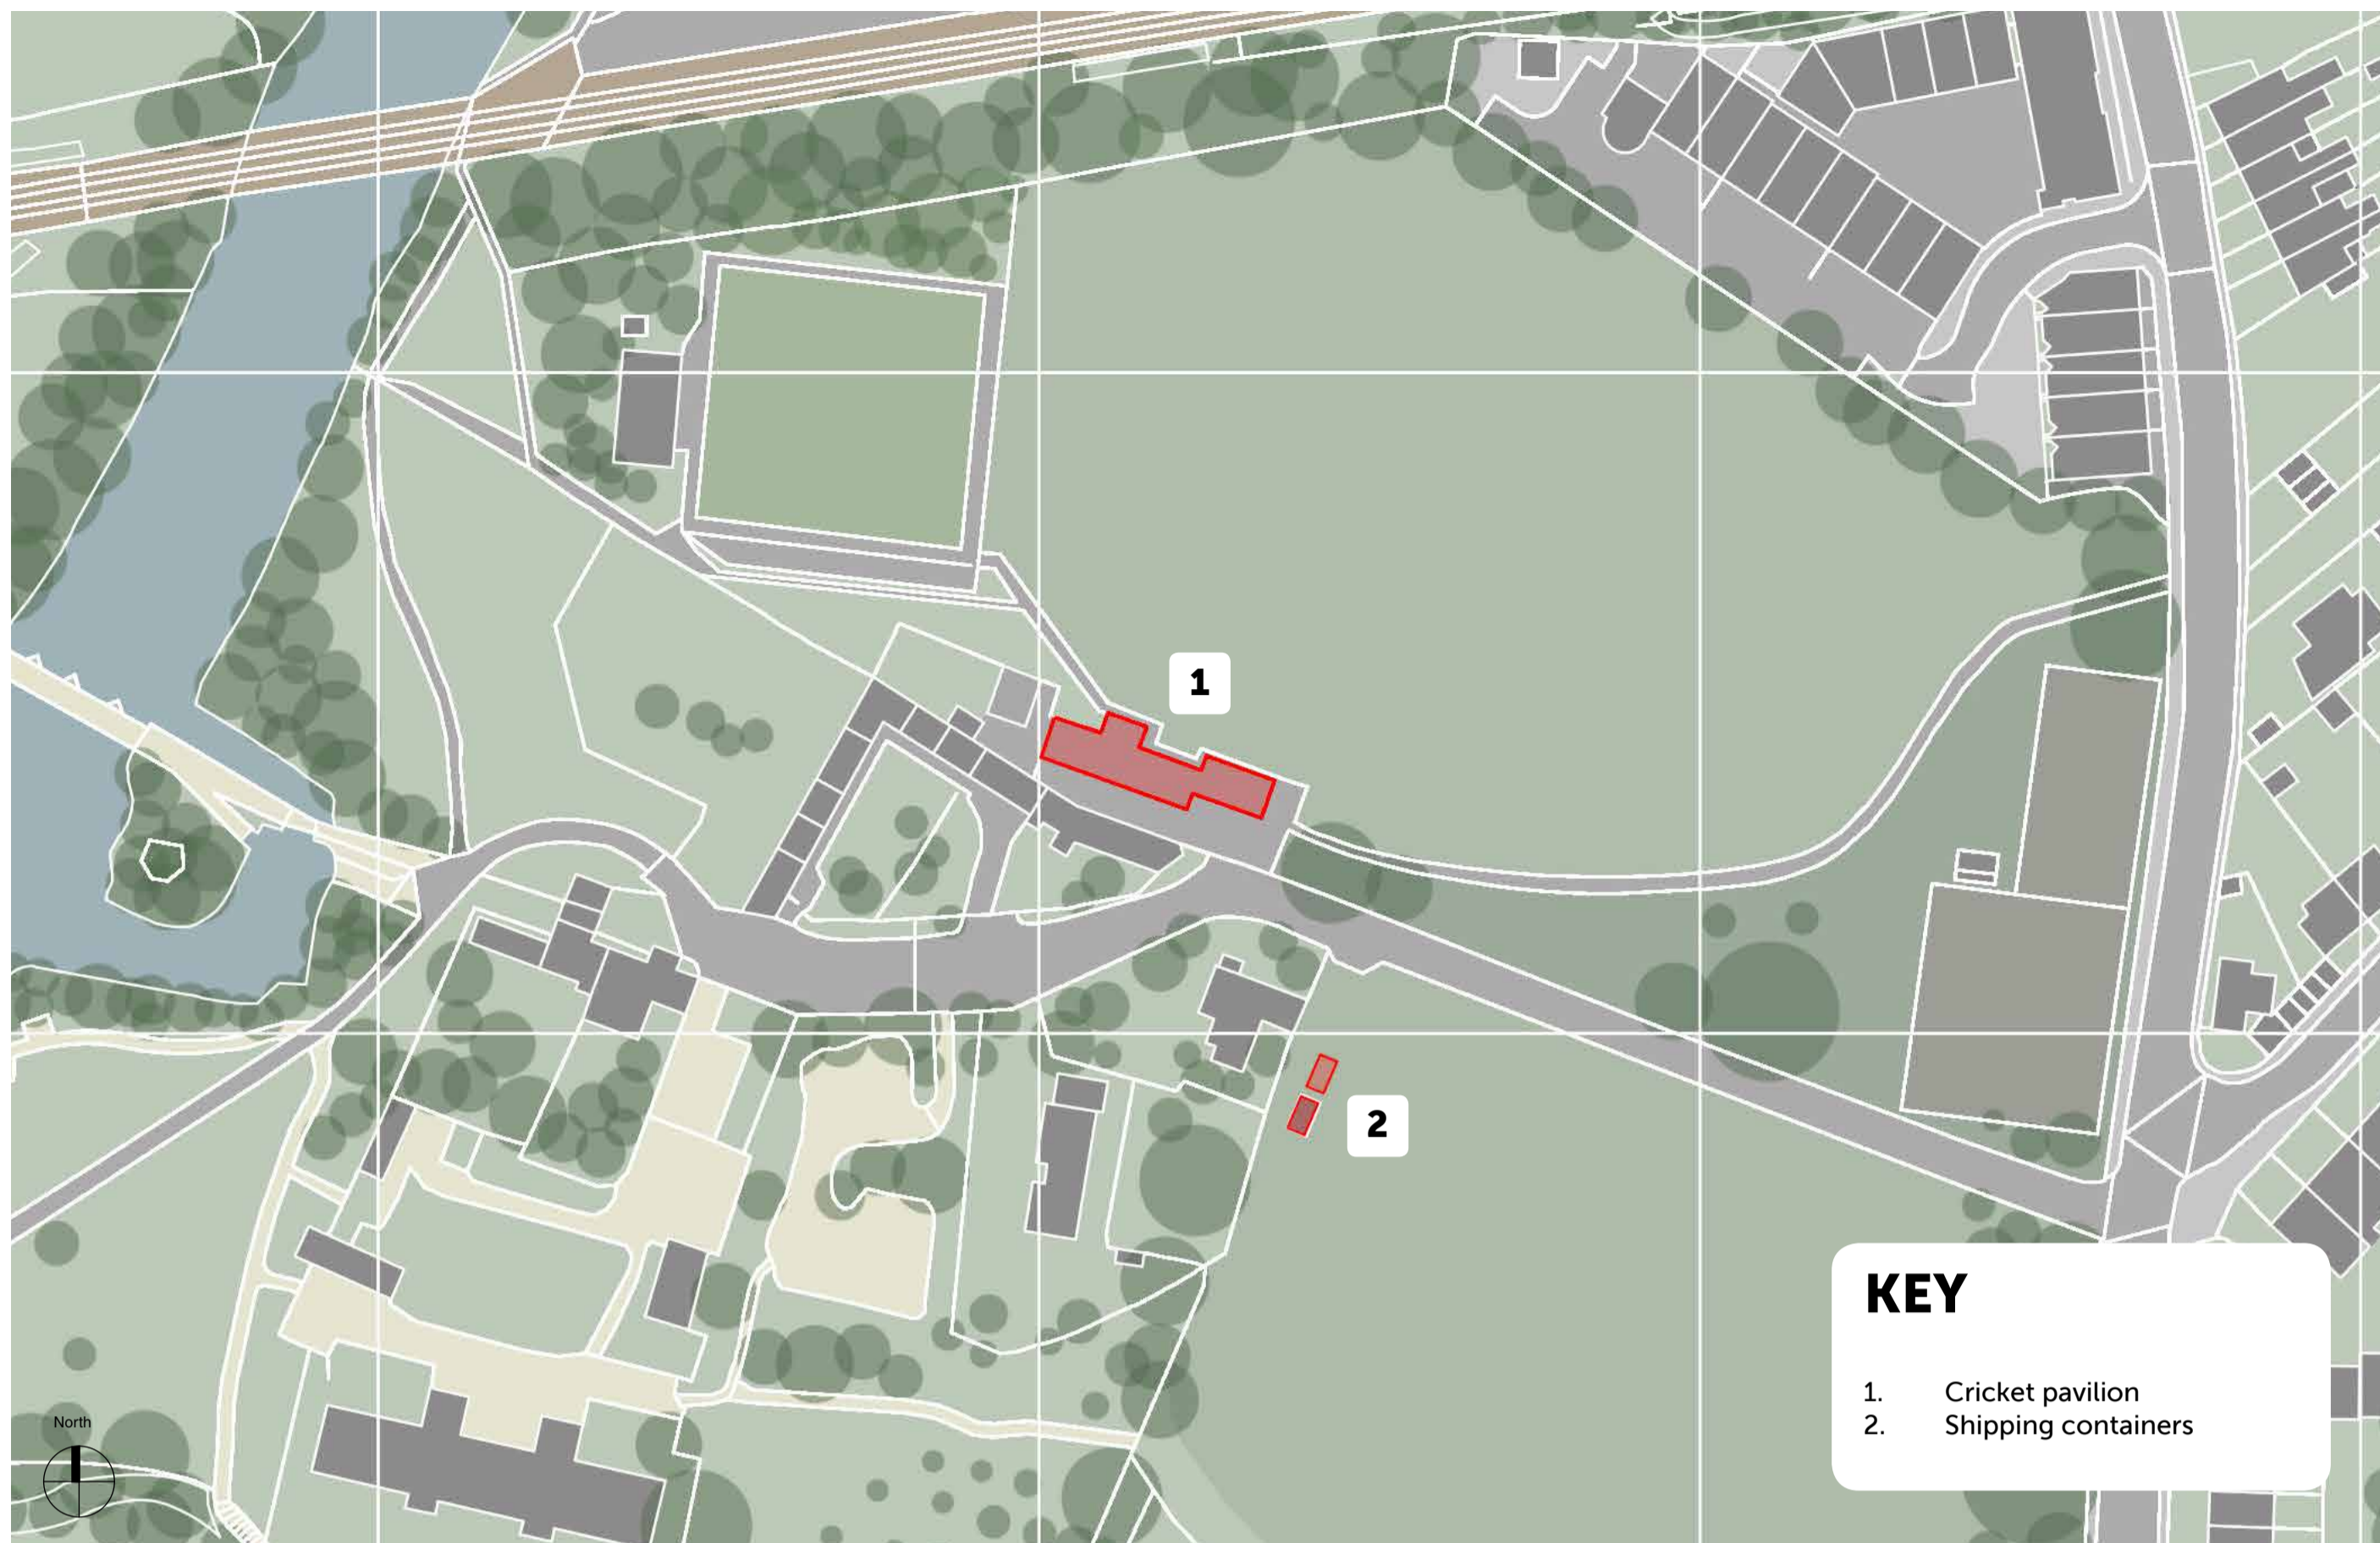 1
2
KEY
1. Cricket pavilion
2. Shipping containers
North